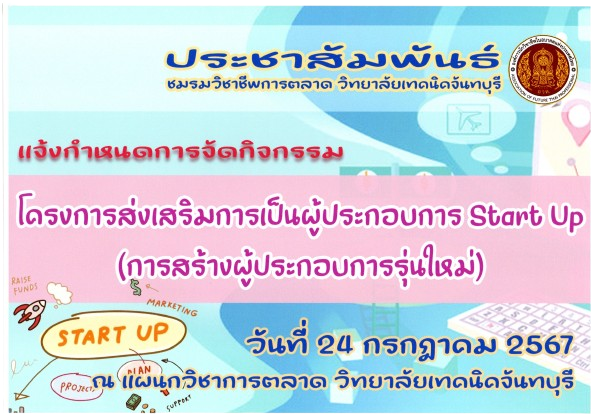 ประชาสัมพันธ์
ชมรมวิชาชีพการตลาด วิทยาลัยเทคนิคจันทบุรี
แจ้งกำหนดการจัดกิจกรรม
โครงการส่งเสริมการเป็นผู้ประกอบการ Start Up
(การสร้างผู้ประกอบการรุ่นใหม่)
RAISE
FUNDS
MARKETING
START UP
วันที่ 24 กรกฎาคม 2567
PLAN
PROJECT
ณ แผนกวิชาการตลาด วิทยาลัยเทคนิคจันทบุรี
SUPPORT